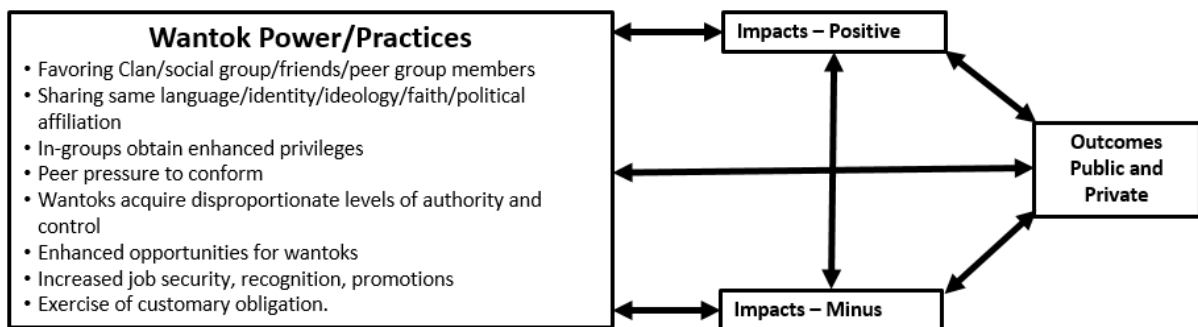 Wantok Power/Practices
• Favoring Clan/social group/friends/peer group members
• Sharing same language/identity/ideology/faith/political
affiliation
• In-groups obtain enhanced privileges
• Peer pressure to conform
• Wantoks acquire disproportionate levels of authority and
control
• Enhanced opportunities for wantoks
• Increased job security, recognition, promotions
• Exercise of customary obligation.
Impacts – Positive
Outcomes
Public and
Private
Impacts – Minus